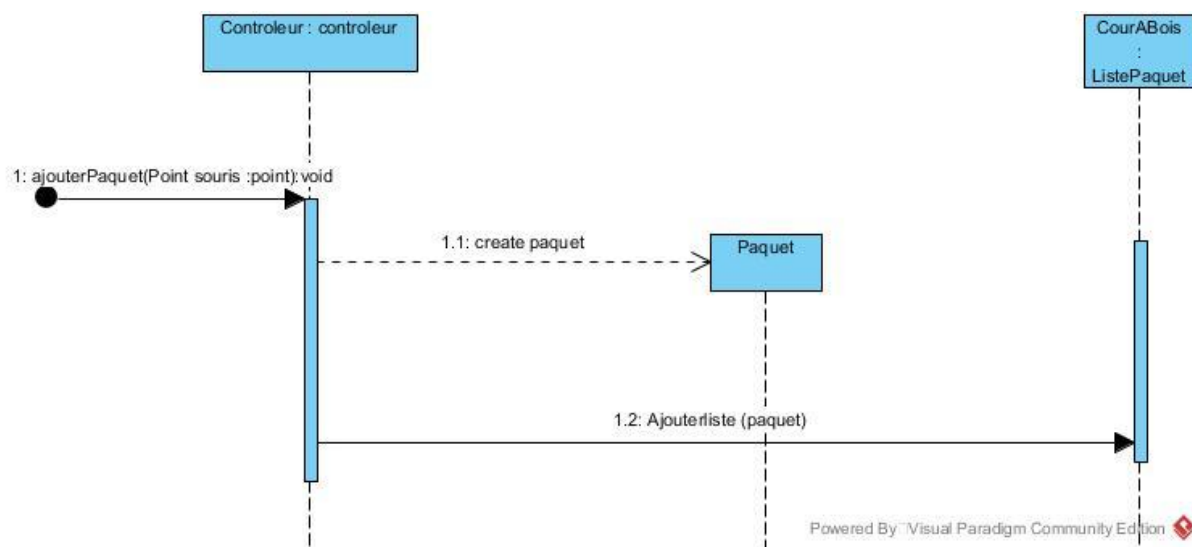 Controleur : controleur
CourABois
:
ListePaquet
1: ajouterPaquet(Point souris :point):void
1.1: create paquet
Paquet
1.2: Ajouterliste (paquet)
Powered By Visual Paradigm Community Edition